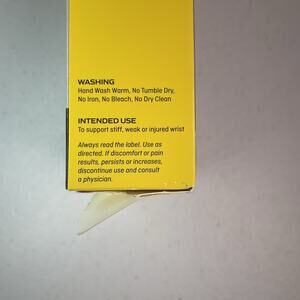 WASHING
Hand Wash Warm, No Tumble Dry,
No Iron, No Bleach, No Dry Clean
INTENDED USE
To support stiff, weak or injured wrist
Always read the label. Use as
directed. If discomfort or pain
results, persists or increases,
discontinue use and consult
a physician.